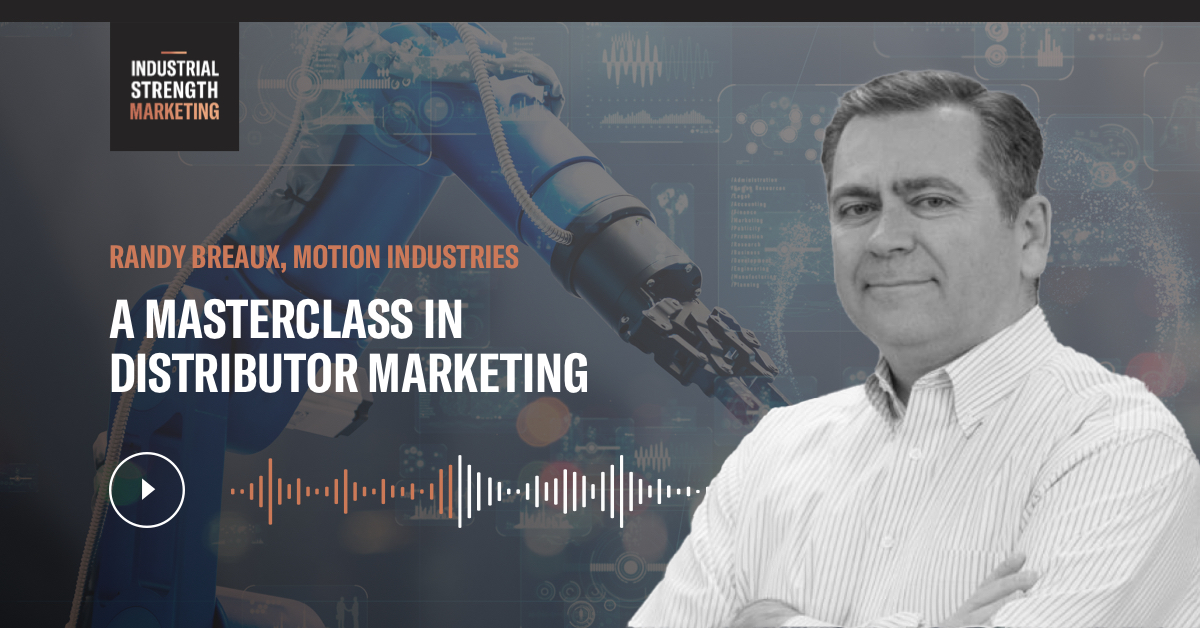 INDUSTRIAL
STRENGTH
MARKETING
RANDY BREAUX, MOTION INDUSTRIES
A MASTERCLASS IN
DISTRIBUTOR MARKETING